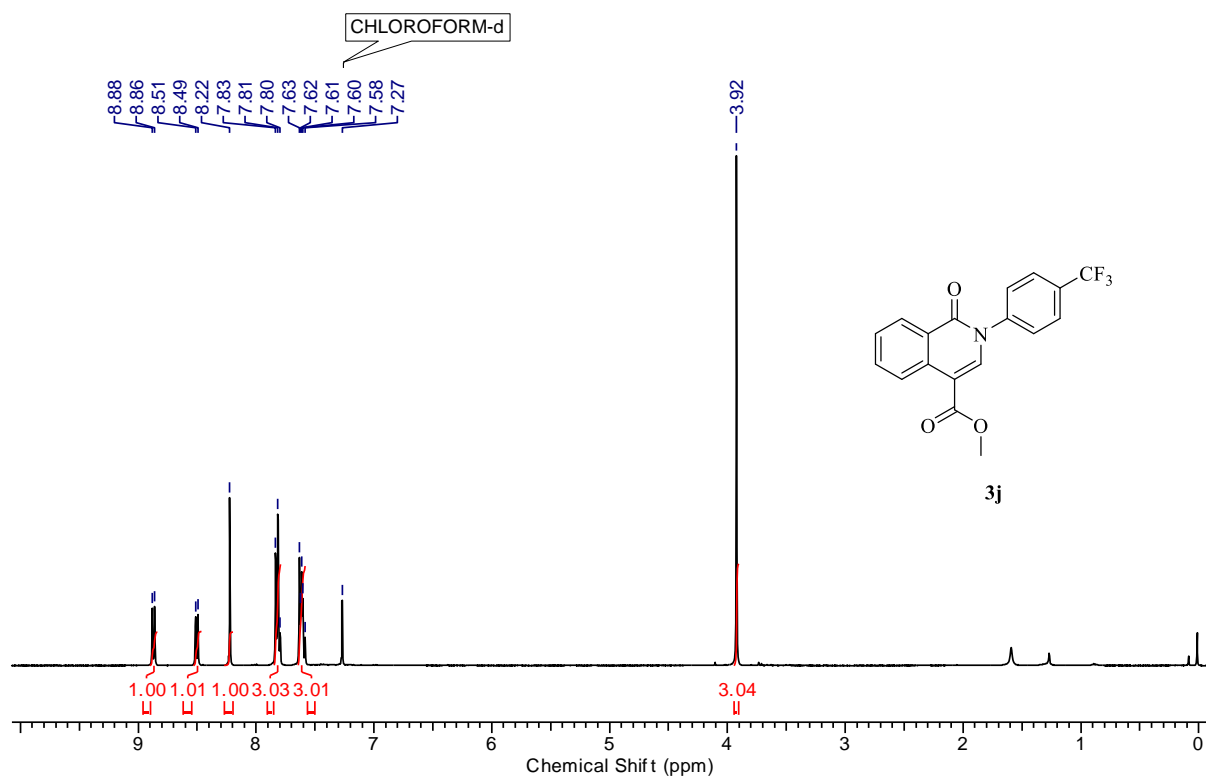 CHLOROFORM-d
8.88
8.86
8.51
8.49
8.22
7.83
7.81
7.80
7.63
7.62
7.61
7.60
7.58
7.27
3.92
O
N
CF3
O
O
3j
1.00 1.01 1.00 3.03 3.01 3.04
9 8 7 6 5 4 3 2 1 0
Chemical Shift (ppm)